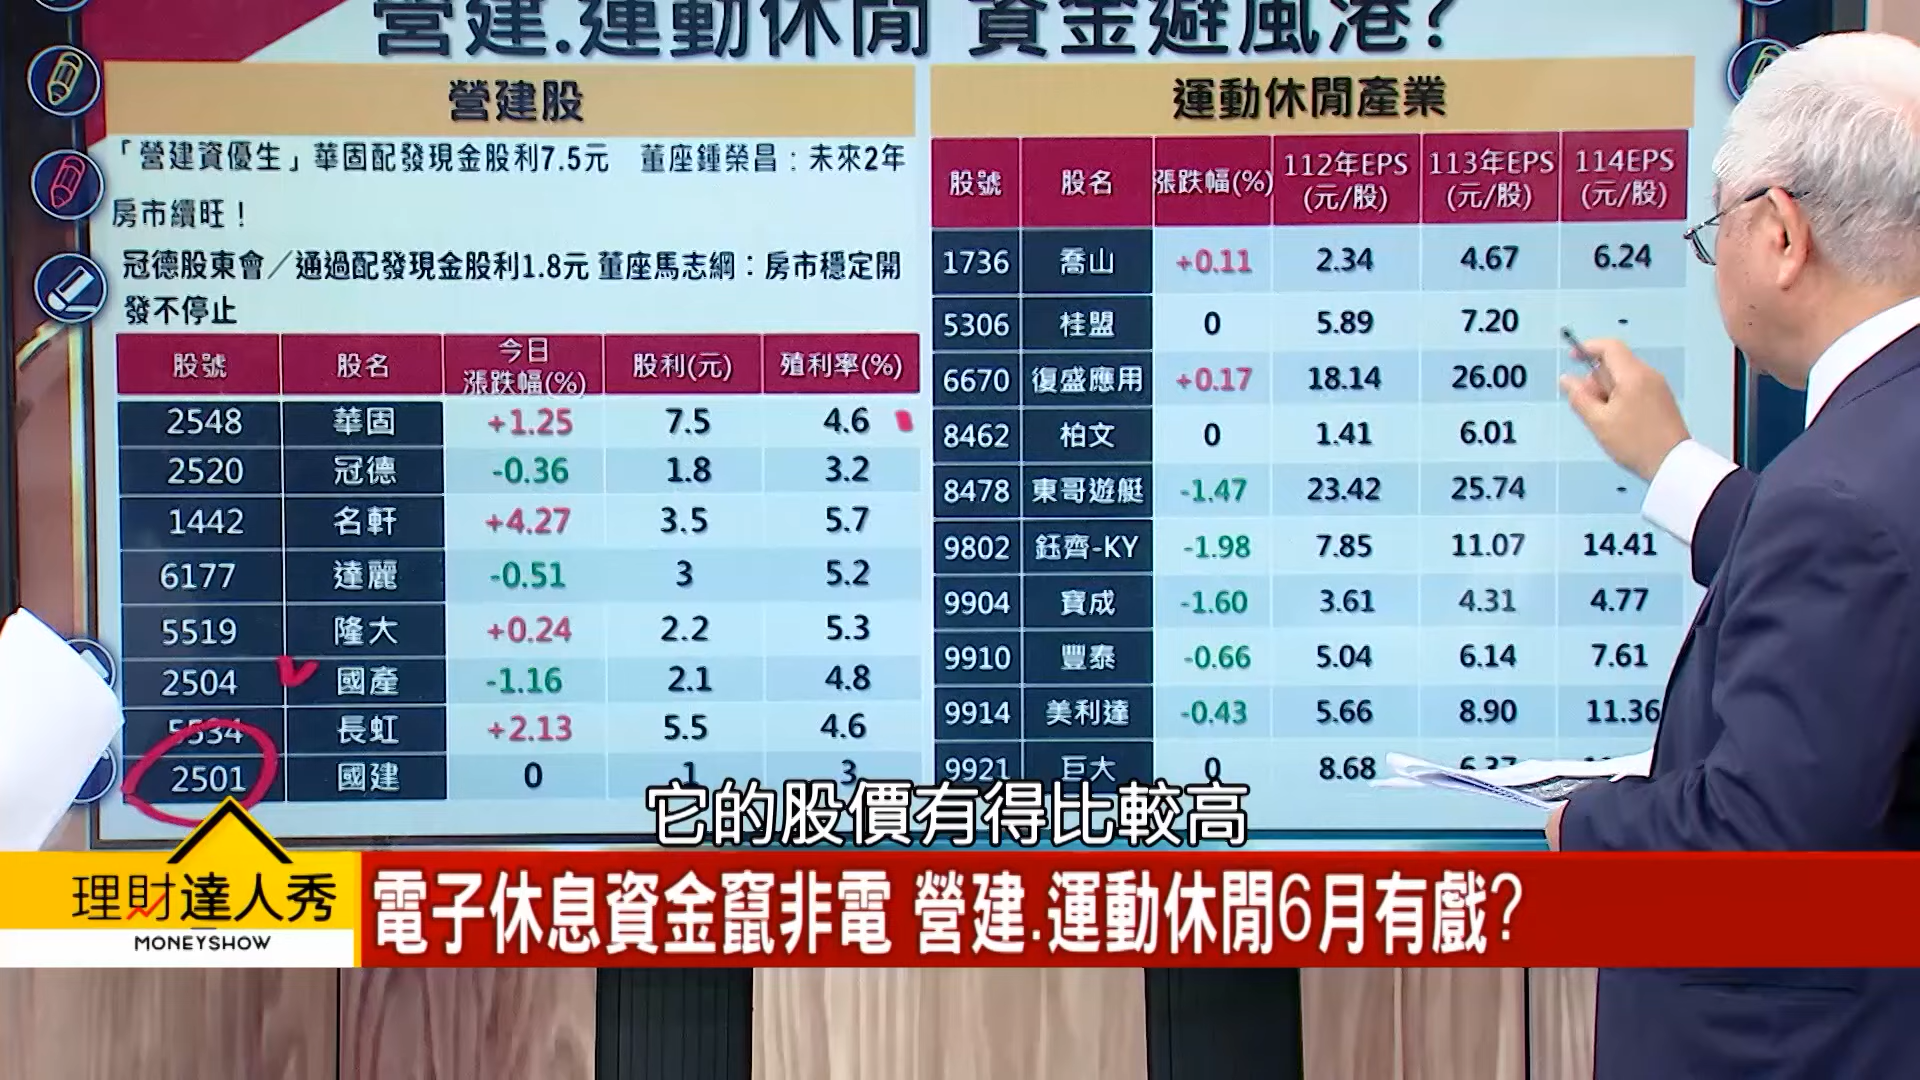 營建.運動休閒 資金避風港?
營建股
「營建資優生」華固配發現金股利7.5元 董座鍾榮昌:未來2年
房市續旺!
冠德股東會/通過配發現金股利1.8元 董座馬志綱:房市穩定開
發不停止
股號 股名 今日漲跌幅(%) 股利(元) 殖利率(%)
2548 華固 +1.25 7.5 4.6
2520 冠德 -0.36 1.8 3.2
1442 名軒 +4.27 3.5 5.7
6177 達麗 -0.51 3 5.2
5519 隆大 +0.24 2.2 5.3
2504 國產 -1.16 2.1 4.8
5534 長虹 +2.13 5.5 4.6
2501 國建 0 1 3
運動休閒產業
股號 股名 漲跌幅(%) 112年EPS(元/股) 113年EPS(元/股) 114EPS(元/股)
1736 喬山 +0.11 2.34 4.67 6.24
5306 桂盟 0 5.89 7.20 -
6670 復盛應用 +0.17 18.14 26.00
8462 柏文 0 1.41 6.01
8478 東哥遊艇 -1.47 23.42 25.74 -
9802 鈺齊-KY -1.98 7.85 11.07 14.41
9904 寶成 -1.60 3.61 4.31 4.77
9910 豐泰 -0.66 5.04 6.14 7.61
9914 美利達 -0.43 5.66 8.90 11.36
9921 巨大 0 8.68 6.37
它的股價有得比較高
理財達人秀
MONEYSHOW
電子休息資金竄非電 營建.運動休閒6月有戲?